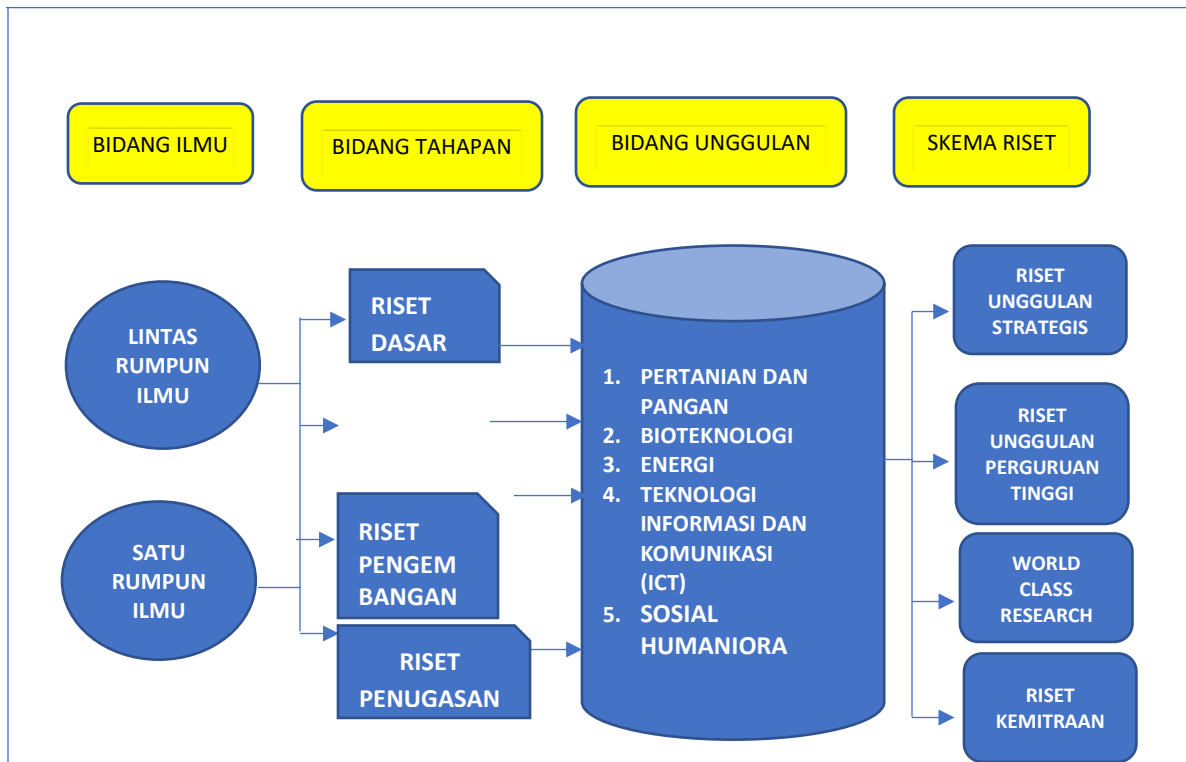 BIDANG ILMU
BIDANG TAHAPAN
BIDANG UNGGULAN
SKEMA RISET
LINTAS
RUMPUN
ILMU
SATU
RUMPUN
ILMU
RISET
DASAR
RISET
PENGEM
BANGAN
RISET
PENUGASAN
1. PERTANIAN DAN
PANGAN
2. BIOTEKNOLOGI
3. ENERGI
4. TEKNOLOGI
INFORMASI DAN
KOMUNIKASI
(ICT)
5. SOSIAL
HUMANIORA
RISET
UNGGULAN
STRATEGIS
RISET
UNGGULAN
PERGURUAN
TINGGI
WORLD
CLASS
RESEARCH
RISET
KEMITRAAN